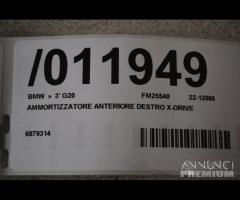 /011949
BMW » 3' G20 FM25540 22-12066
AMMORTIZZATORE ANTERIORE DESTRO X-DRIVE
6879314
ANNUNCI
PREMIUM